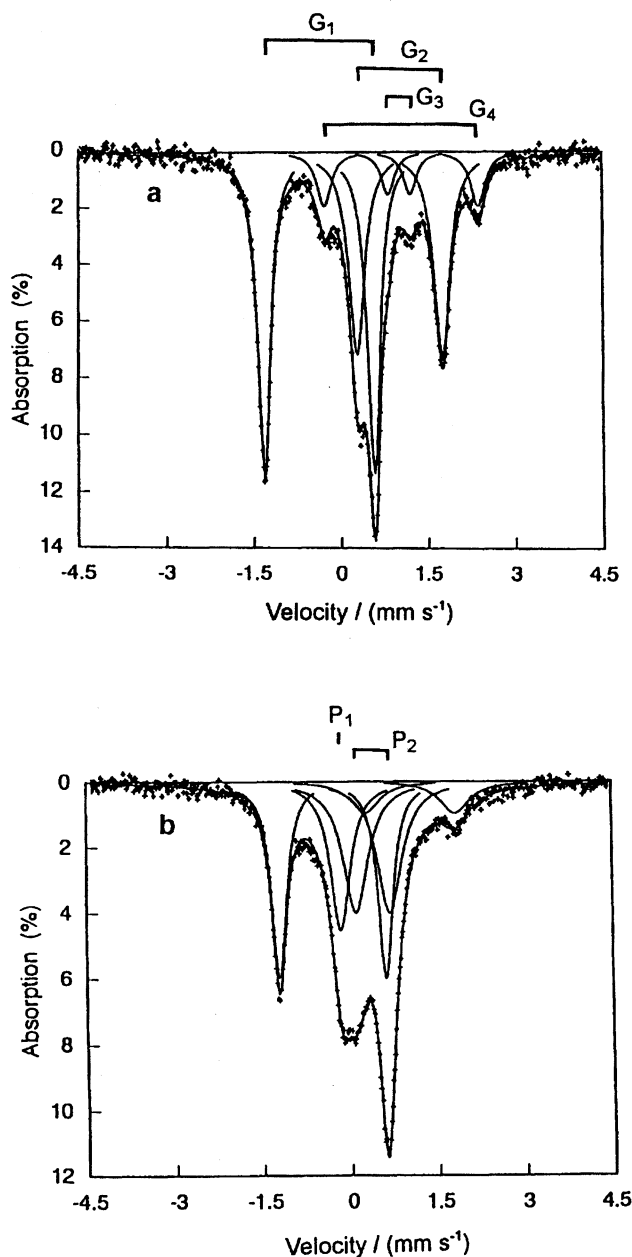 G₁
G₂
G₃
G₄
0
2
4
6
8
10
12
14
a
Absorption (%)
-4.5 -3 -1.5 0 1.5 3 4.5
Velocity / (mm s⁻¹)
P₁
P₂
0
2
4
6
8
10
12
b
Absorption (%)
-4.5 -3 -1.5 0 1.5 3 4.5
Velocity / (mm s⁻¹)